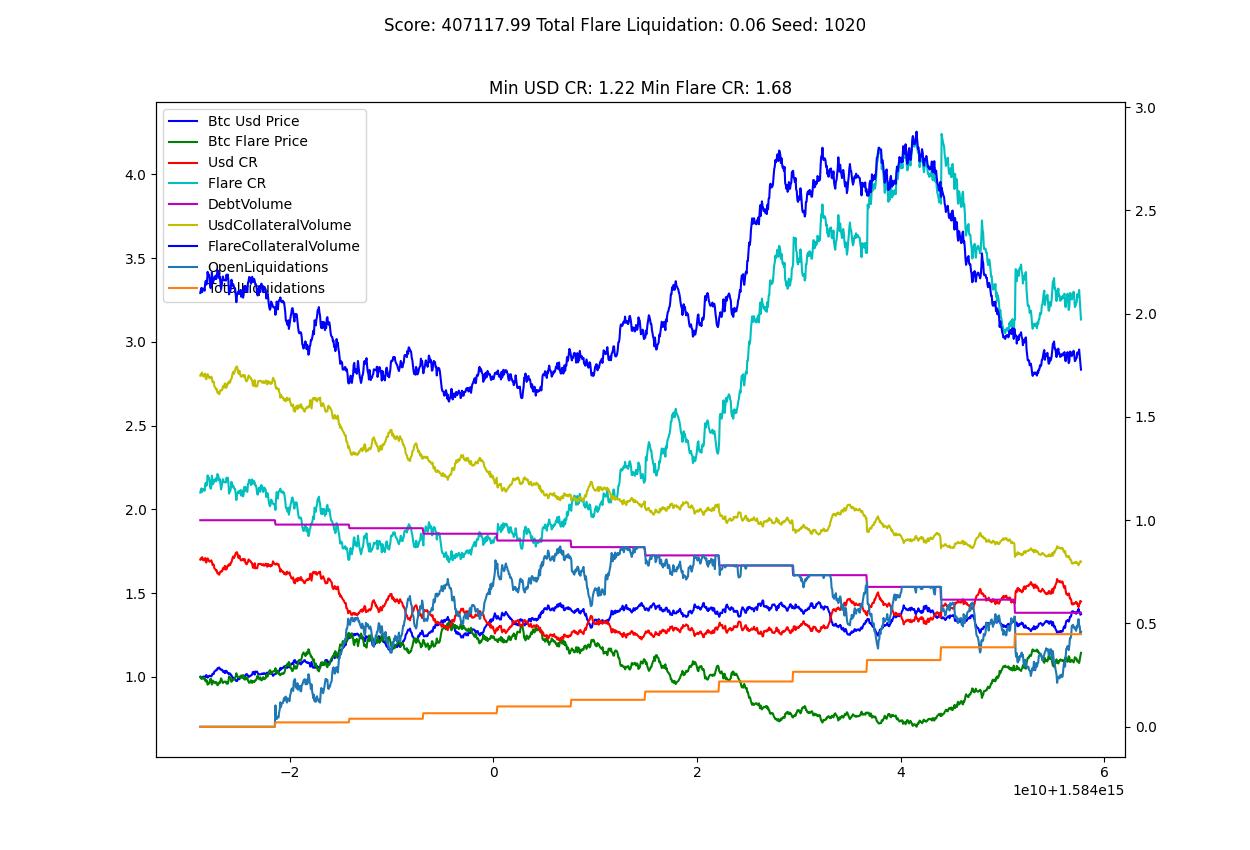 Score: 407117.99 Total Flare Liquidation: 0.06 Seed: 1020
Min USD CR: 1.22 Min Flare CR: 1.68
Btc Usd Price
Btc Flare Price
Usd CR
Flare CR
DebtVolume
UsdCollateralVolume
FlareCollateralVolume
OpenLiquidations
TotalLiquidations
4.0
3.5
3.0
2.5
2.0
1.5
1.0
3.0
2.5
2.0
1.5
1.0
0.5
0.0
−2 0 2 4 6
1e10+1.584e15